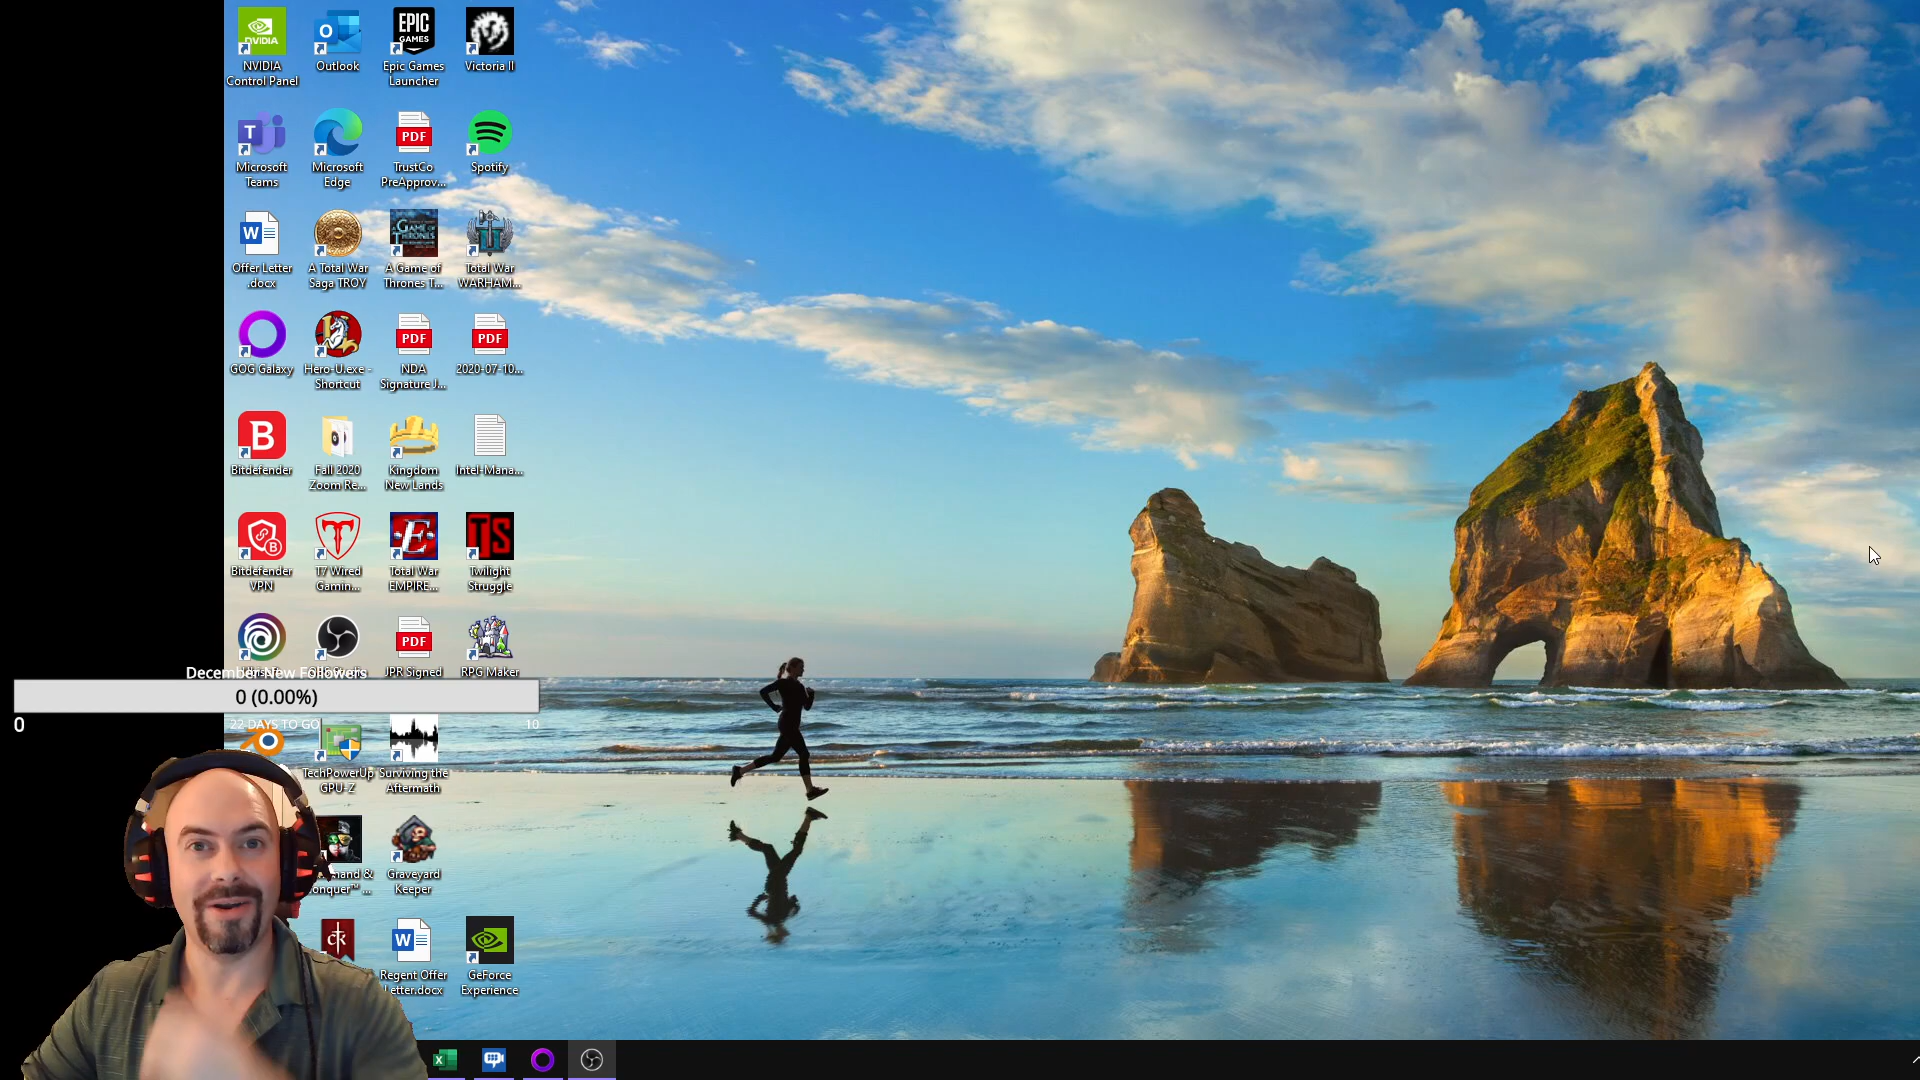 NVIDIA
NVIDIA
Control Panel
Outlook
EPIC
GAMES
Epic Games
Launcher
Victoria II
Microsoft
Teams
Microsoft
Edge
PDF
TrustCo
PreApprov...
Spotify
Offer Letter
.docx
A Total War
Saga TROY
A GAME OF
THRONES
A Game of
Thrones T...
Total War
WARHAM...
GOG Galaxy
Hero-U.exe -
Shortcut
PDF
NDA
Signature J...
PDF
2020-07-10...
Bitdefender
Fall 2020
Zoom Re...
Kingdom
New Lands
Intel-Mana...
Bitdefender
VPN
T7 Wired
Gamin...
Total War
EMPIRE...
TS
Twilight
Struggle
PDF
JPR Signed
RPG Maker
December New Followers
0 (0.00%)
0
22 DAYS TO GO
10
TechPowerUp
GPU-Z
Surviving the
Aftermath
Graveyard
Keeper
Regent Offer
Letter.docx
GeForce
Experience